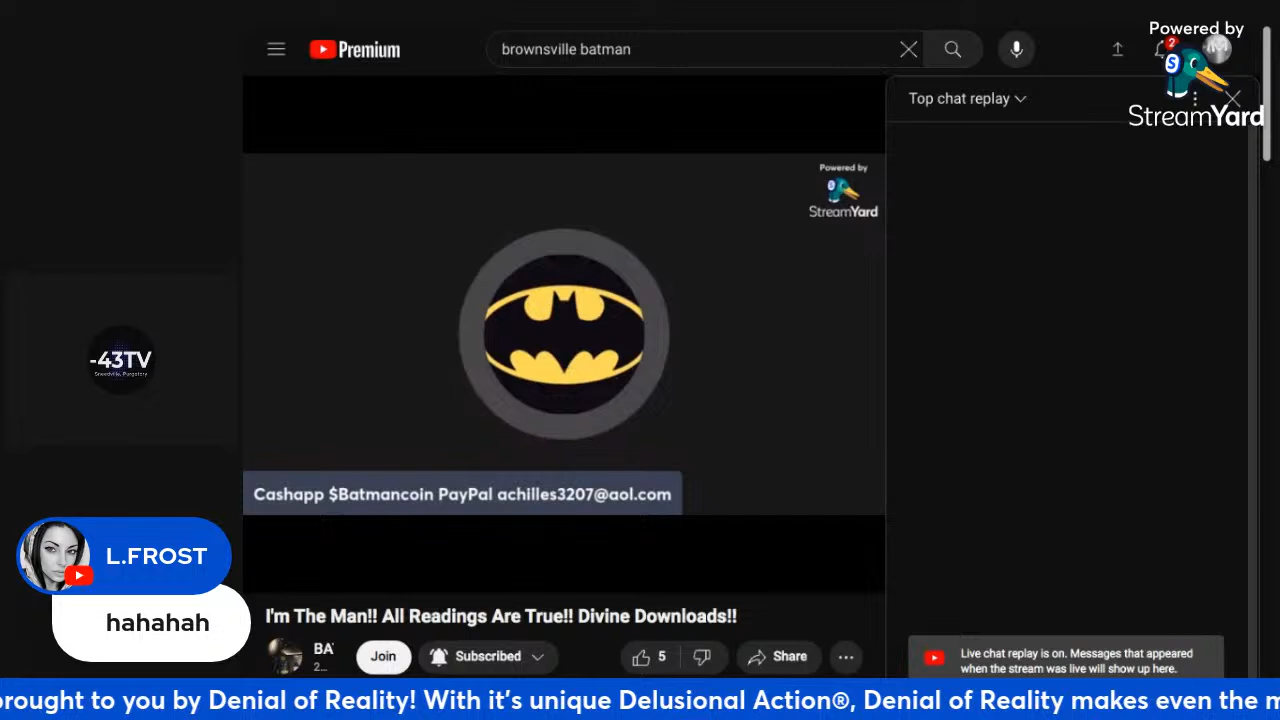 Premium
brownsville batman
2
Powered by
StreamYard
Top chat replay
Powered by
StreamYard
-43TV
Cashapp $Batmancoin PayPal achilles3207@aol.com
L.FROST
hahahah
I'm The Man!! All Readings Are True!! Divine Downloads!!
BA
2...
Join
Subscribed
5
Share
Live chat replay is on. Messages that appeared
when the stream was live will show up here.
brought to you by Denial of Reality! With it's unique Delusional Action®, Denial of Reality makes even the m